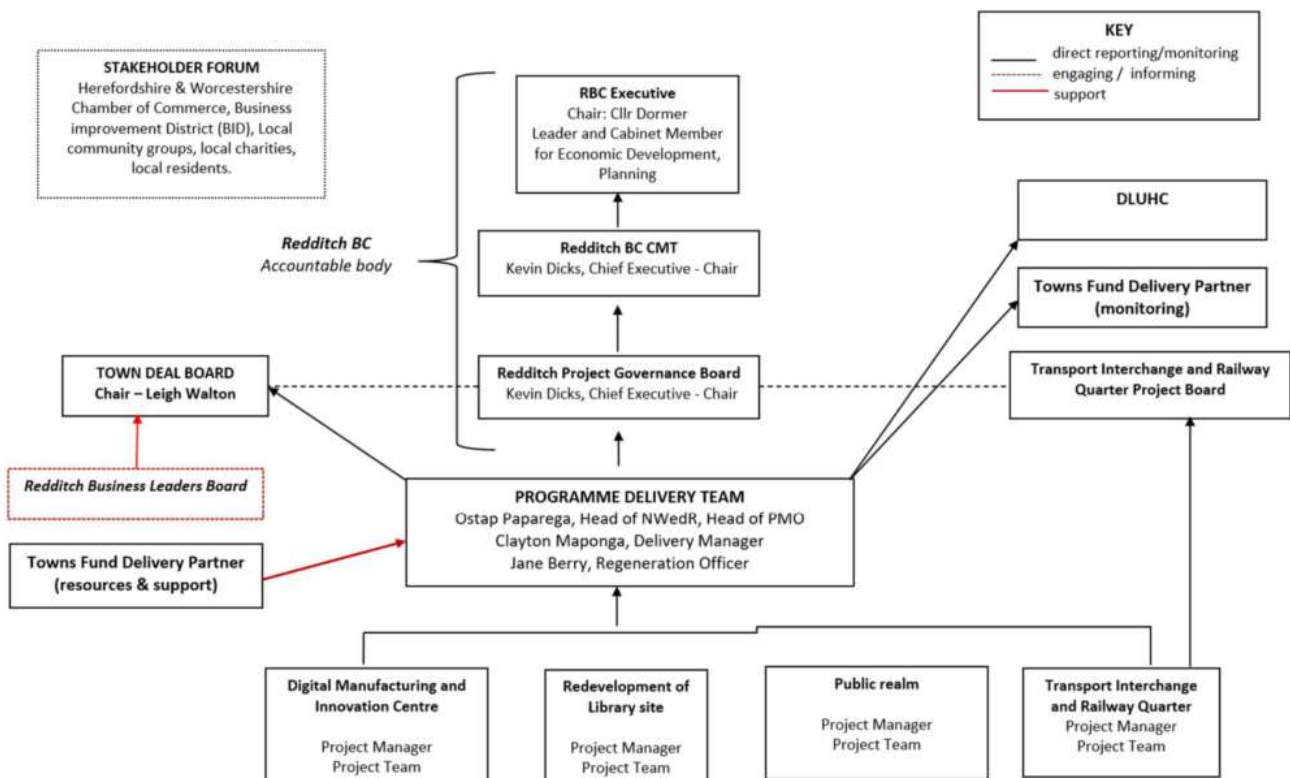 STAKEHOLDER FORUM
Herefordshire & Worcestershire
Chamber of Commerce, Business
improvement District (BID), Local
community groups, local charities,
local residents.
RBC Executive
Chair: Cllr Dormer
Leader and Cabinet Member
for Economic Development,
Planning
KEY
direct reporting/monitoring
engaging / informing
support
Redditch BC
Accountable body
Redditch BC CMT
Kevin Dicks, Chief Executive - Chair
DLUHC
Towns Fund Delivery Partner
(monitoring)
TOWN DEAL BOARD
Chair – Leigh Walton
Redditch Project Governance Board
Kevin Dicks, Chief Executive - Chair
Transport Interchange and Railway
Quarter Project Board
Redditch Business Leaders Board
Towns Fund Delivery Partner
(resources & support)
PROGRAMME DELIVERY TEAM
Ostap Paparega, Head of NWedR, Head of PMO
Clayton Maponga, Delivery Manager
Jane Berry, Regeneration Officer
Digital Manufacturing and
Innovation Centre
Project Manager
Project Team
Redevelopment of
Library site
Project Manager
Project Team
Public realm
Project Manager
Project Team
Transport Interchange
and Railway Quarter
Project Manager
Project Team